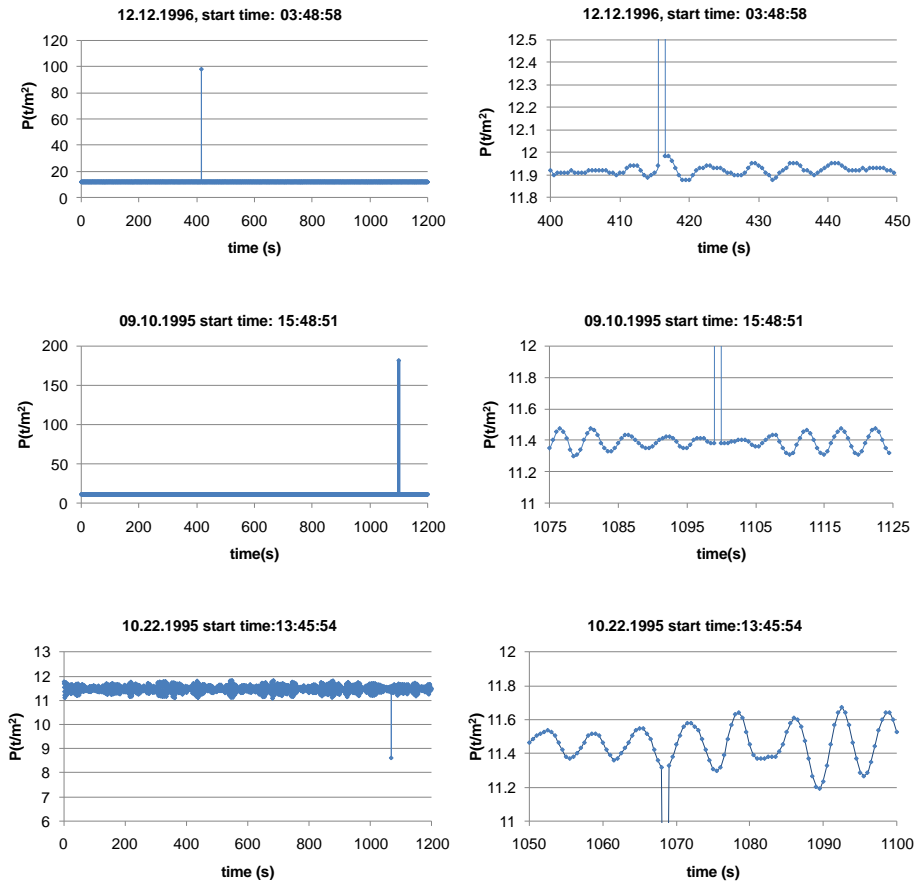 12.12.1996, start time: 03:48:58
P(t/m²)
120
100
80
60
40
20
0
0 200 400 600 800 1000 1200
time (s)
12.12.1996, start time: 03:48:58
P(t/m²)
12.5
12.4
12.3
12.2
12.1
12
11.9
11.8
400 410 420 430 440 450
time (s)
09.10.1995 start time: 15:48:51
P(t/m²)
200
150
100
50
0
0 200 400 600 800 1000 1200
time(s)
09.10.1995 start time: 15:48:51
P(t/m²)
12
11.8
11.6
11.4
11.2
11
1075 1085 1095 1105 1115 1125
time(s)
10.22.1995 start time:13:45:54
P(t/m²)
13
12
11
10
9
8
7
6
0 200 400 600 800 1000 1200
time (s)
10.22.1995 start time:13:45:54
P(t/m²)
12
11.8
11.6
11.4
11.2
11
1050 1060 1070 1080 1090 1100
time (s)